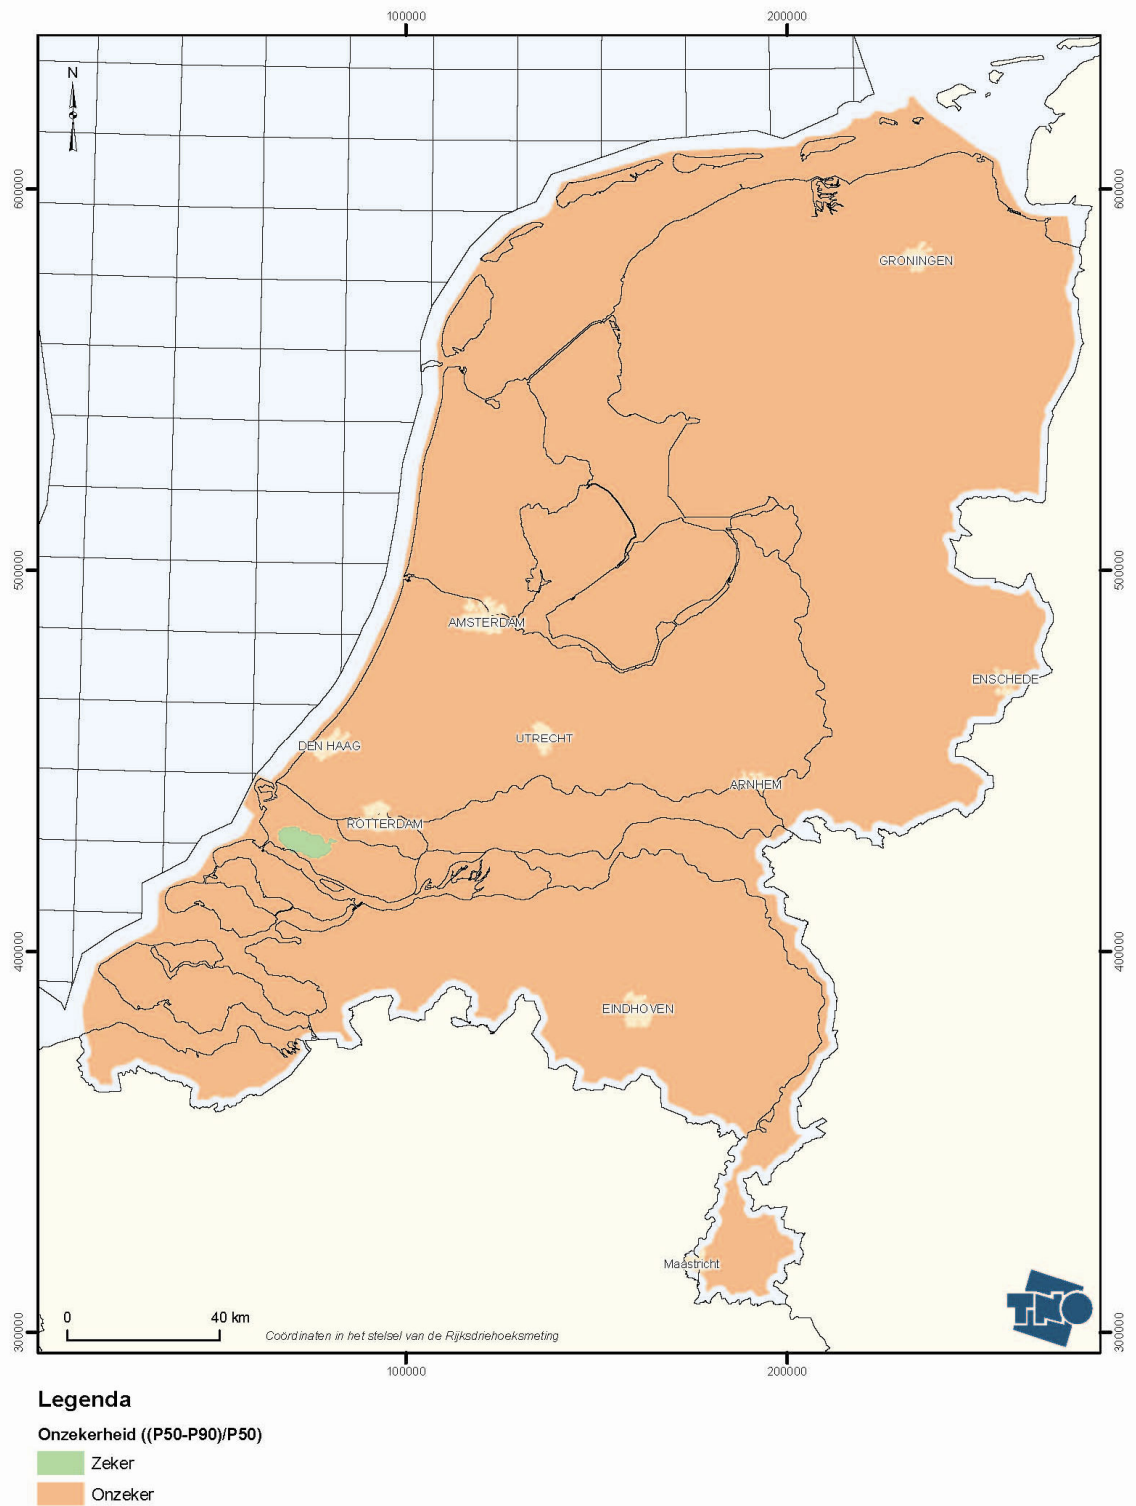 100000 200000
N
600000 600000
GRONINGEN
500000 500000
AMSTERDAM
ENSCHEDE
DEN HAAG
UTRECHT
ARNHEM
ROTTERDAM
400000 400000
EINDHOVEN
Maastricht
TNO
0 40 km
Coördinaten in het stelsel van de Rijksdriehoeksmeting
300000 300000
100000 200000
Legenda
Onzekerheid ((P50-P90)/P50)
Zeker
Onzeker